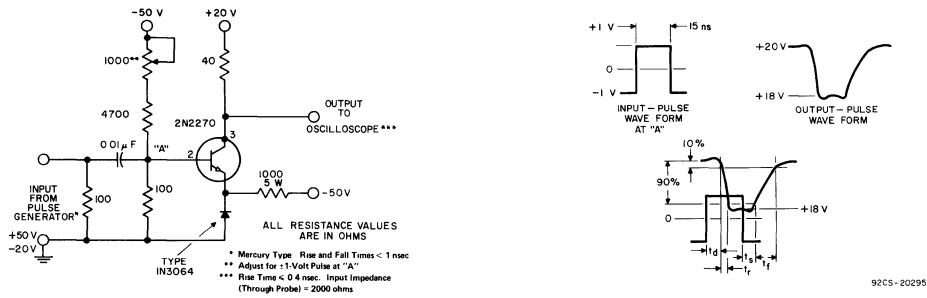 -50 V
+20 V
1000**
40
4700
2N2270
OUTPUT
TO
OSCILLOSCOPE ***
0.01 µF
"A"
2
3
INPUT
FROM
PULSE
GENERATOR*
100
100
1000
5 W
-50V
+50 V
-20V
TYPE
IN3064
ALL RESISTANCE VALUES
ARE IN OHMS
* Mercury Type Rise and Fall Times < 1 nsec
** Adjust for ±1-Volt Pulse at "A"
*** Rise Time ≤ 0 4 nsec. Input Impedance
(Through Probe) = 2000 ohms
+1 V
15 ns
0
-1 V
INPUT – PULSE
WAVE FORM
AT "A"
+20V
+18 V
OUTPUT – PULSE
WAVE FORM
10%
90%
0
+18 V
td
tr
ts
tf
92CS-20295